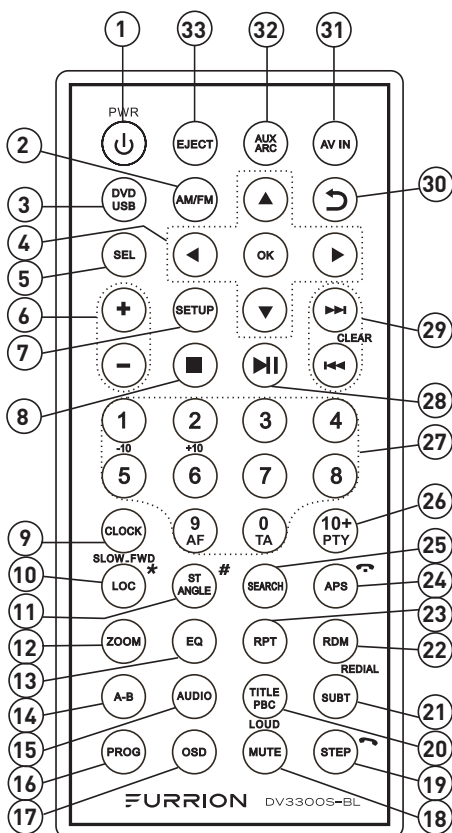 1 33 32 31
PWR
EJECT AUX ARC AV IN
2
DVD USB AM/FM
3 30
4
SEL OK
5
6 + SETUP
CLEAR 29
7
−
8 28
1 2 3 4
-10 +10 27
5 6 7 8
26
CLOCK 9 AF 0 TA 10+ PTY
9
SLOW_FWD 25
10 LOC * ST ANGLE # SEARCH APS 24
11 23
12 ZOOM EQ RPT RDM 22
13 REDIAL
A-B AUDIO TITLE PBC SUBT
14 21
15 LOUD 20
PROG OSD MUTE STEP
16 19
17 18
FURRION DV3300S-BL